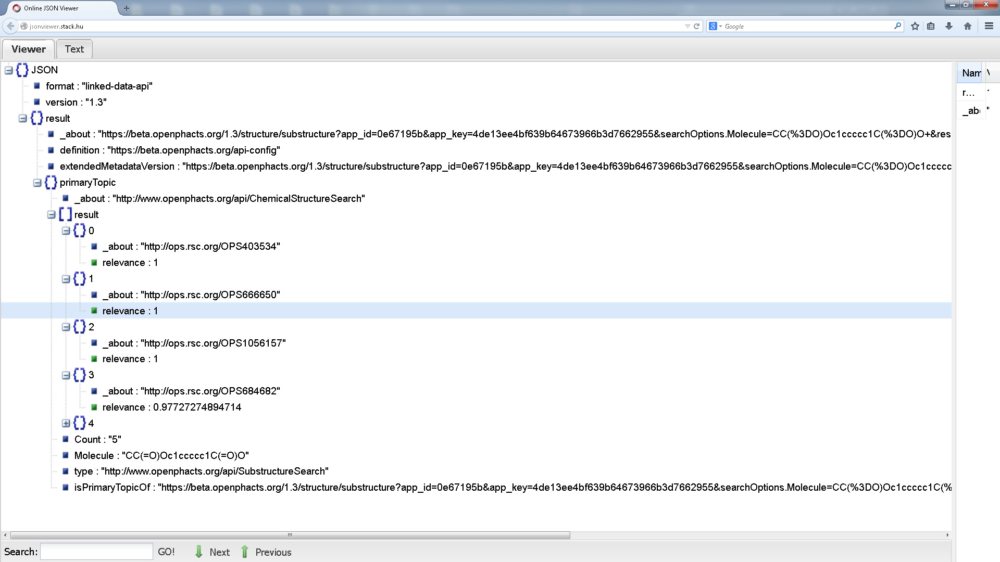 Online JSON Viewer
jsonviewer.stack.hu
Google
Viewer
Text
JSON
format : "linked-data-api"
version : "1.3"
result
_about : "https://beta.openphacts.org/1.3/structure/substructure?app_id=0e67195b&app_key=4de13ee4bf639b64673966b3d7662955&searchOptions.Molecule=CC(%3DO)Oc1ccccc1C(%3DO)O+&res
definition : "https://beta.openphacts.org/api-config"
extendedMetadataVersion : "https://beta.openphacts.org/1.3/structure/substructure?app_id=0e67195b&app_key=4de13ee4bf639b64673966b3d7662955&searchOptions.Molecule=CC(%3DO)Oc1ccccc
primaryTopic
_about : "http://www.openphacts.org/api/ChemicalStructureSearch"
result
0
_about : "http://ops.rsc.org/OPS403534"
relevance : 1
1
_about : "http://ops.rsc.org/OPS666650"
relevance : 1
2
_about : "http://ops.rsc.org/OPS1056157"
relevance : 1
3
_about : "http://ops.rsc.org/OPS684682"
relevance : 0.97727274894714
4
Count : "5"
Molecule : "CC(=O)Oc1ccccc1C(=O)O"
type : "http://www.openphacts.org/api/SubstructureSearch"
isPrimaryTopicOf : "https://beta.openphacts.org/1.3/structure/substructure?app_id=0e67195b&app_key=4de13ee4bf639b64673966b3d7662955&searchOptions.Molecule=CC(%3DO)Oc1ccccc1C(%
Nam
r...
_ab
"
Search:
GO!
Next
Previous